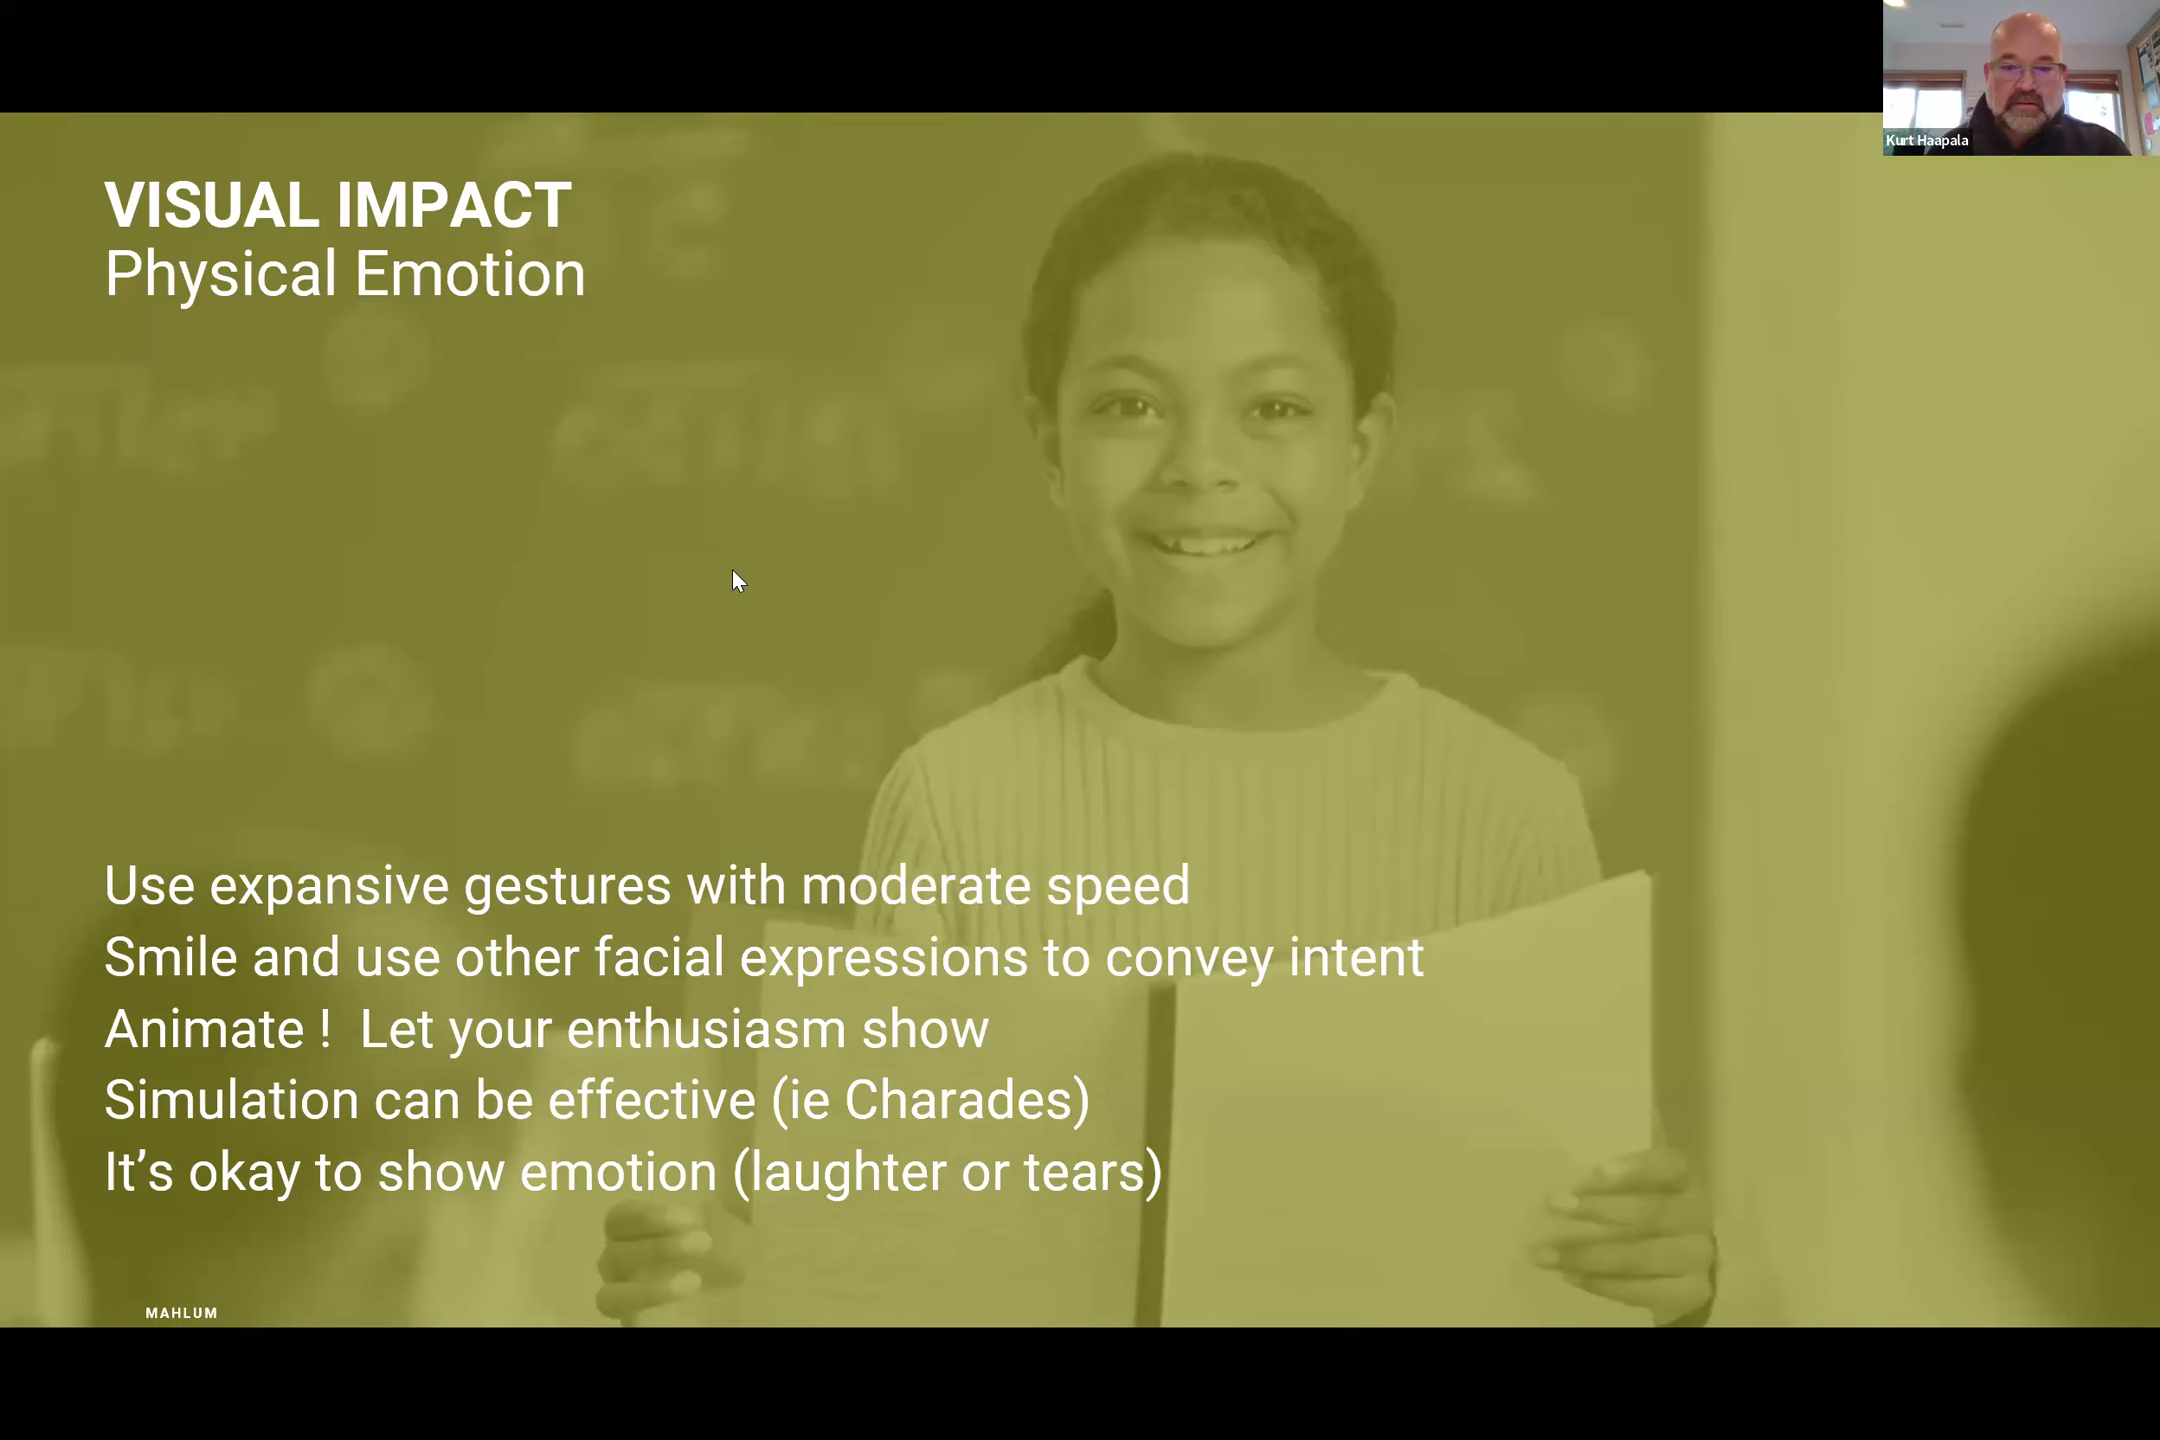 Kurt Haapala
VISUAL IMPACT
Physical Emotion
Use expansive gestures with moderate speed
Smile and use other facial expressions to convey intent
Animate !  Let your enthusiasm show
Simulation can be effective (ie Charades)
It’s okay to show emotion (laughter or tears)
MAHLUM